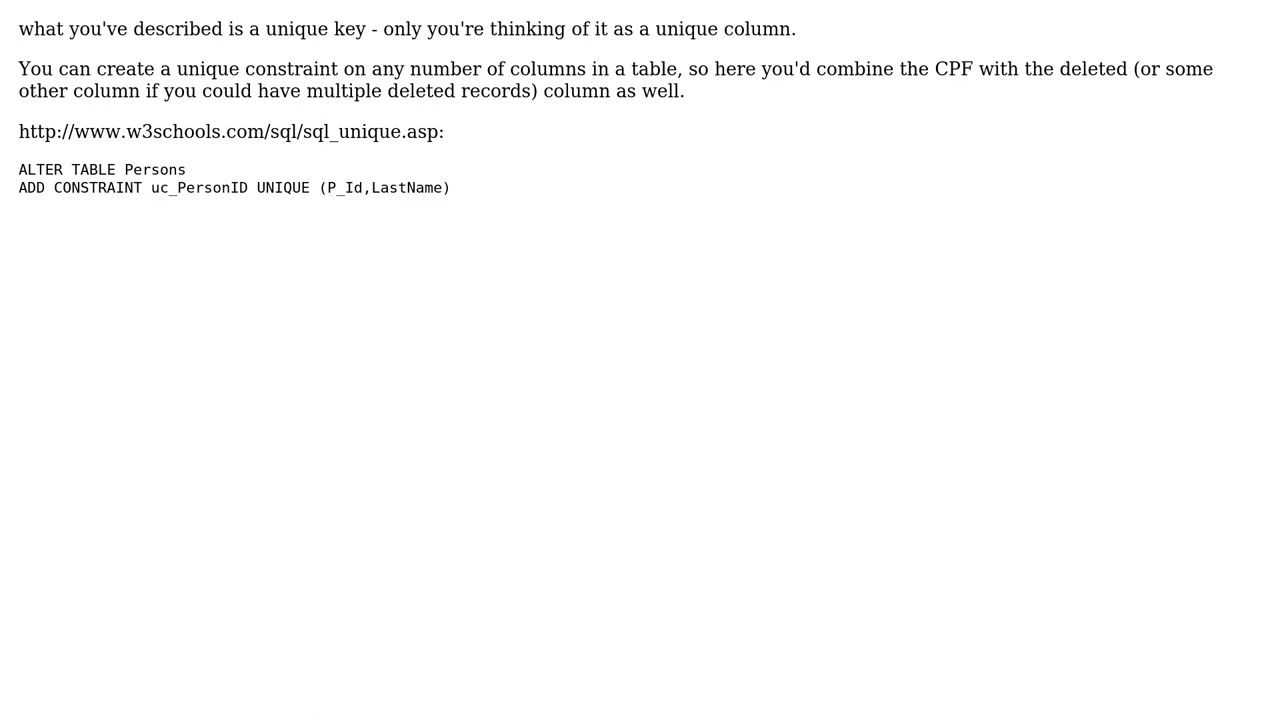 what you've described is a unique key - only you're thinking of it as a unique column.
You can create a unique constraint on any number of columns in a table, so here you'd combine the CPF with the deleted (or some
other column if you could have multiple deleted records) column as well.
http://www.w3schools.com/sql/sql_unique.asp:
ALTER TABLE Persons
ADD CONSTRAINT uc_PersonID UNIQUE (P_Id,LastName)